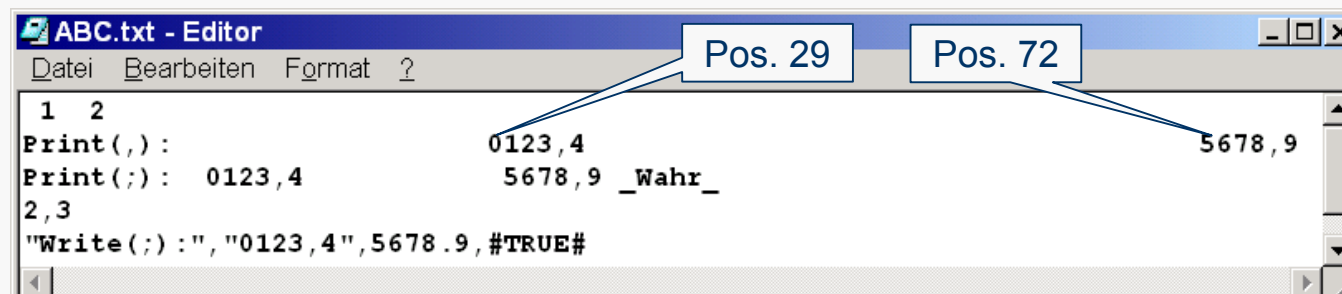 ABC.txt - Editor
Pos. 29 Pos. 72
Datei Bearbeiten Format ?
 1  2
Print(,):                    0123,4                                      5678,9
Print(;):  0123,4             5678,9 _Wahr_
2,3
"Write(;):","0123,4",5678.9,#TRUE#